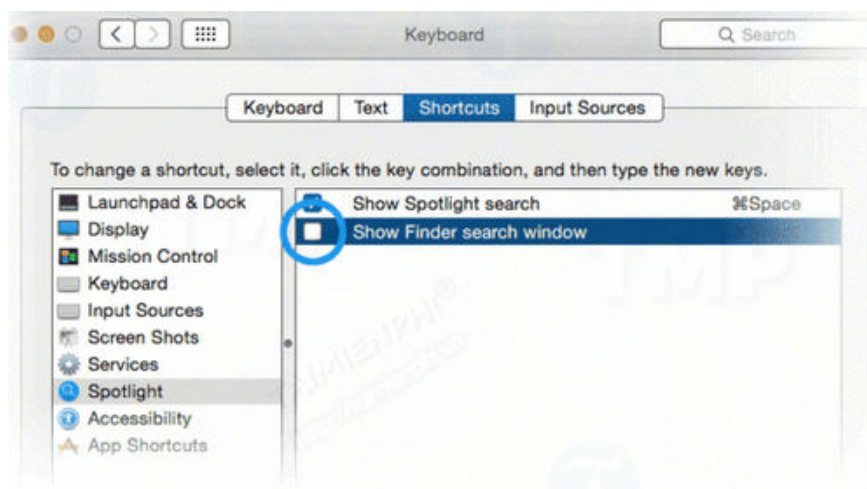 Keyboard
Search
Keyboard Text Shortcuts Input Sources
To change a shortcut, select it, click the key combination, and then type the new keys.
Launchpad & Dock
Display
Mission Control
Keyboard
Input Sources
Screen Shots
Services
Spotlight
Accessibility
App Shortcuts
Show Spotlight search ⌘Space
Show Finder search window
TMP